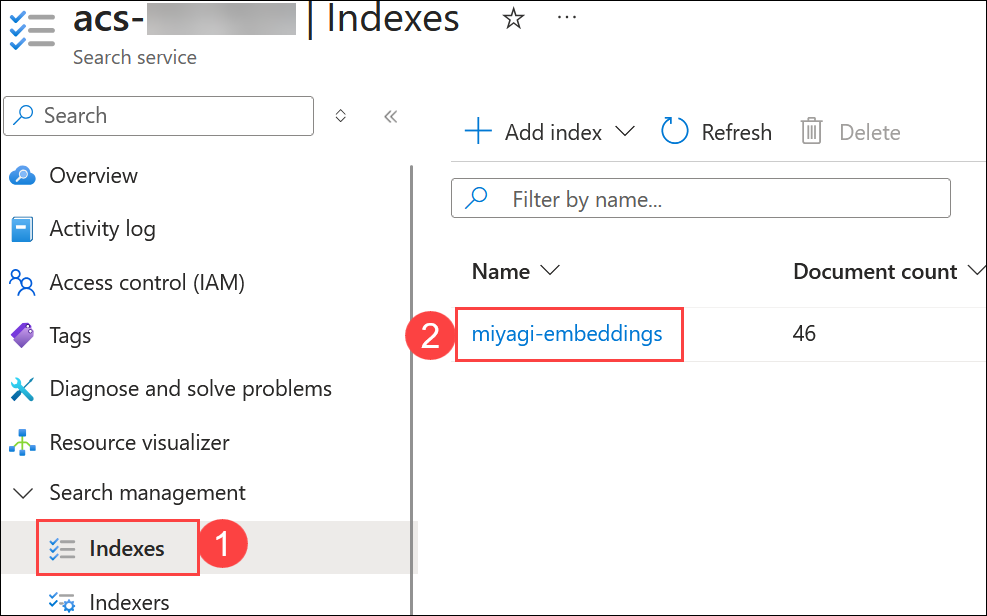 acs- | Indexes ...
Search service
Search
Overview
Activity log
Access control (IAM)
Tags
Diagnose and solve problems
Resource visualizer
Search management
Indexes
1
Indexers
Add index
Refresh
Delete
Filter by name...
Name
Document count
2
miyagi-embeddings
46